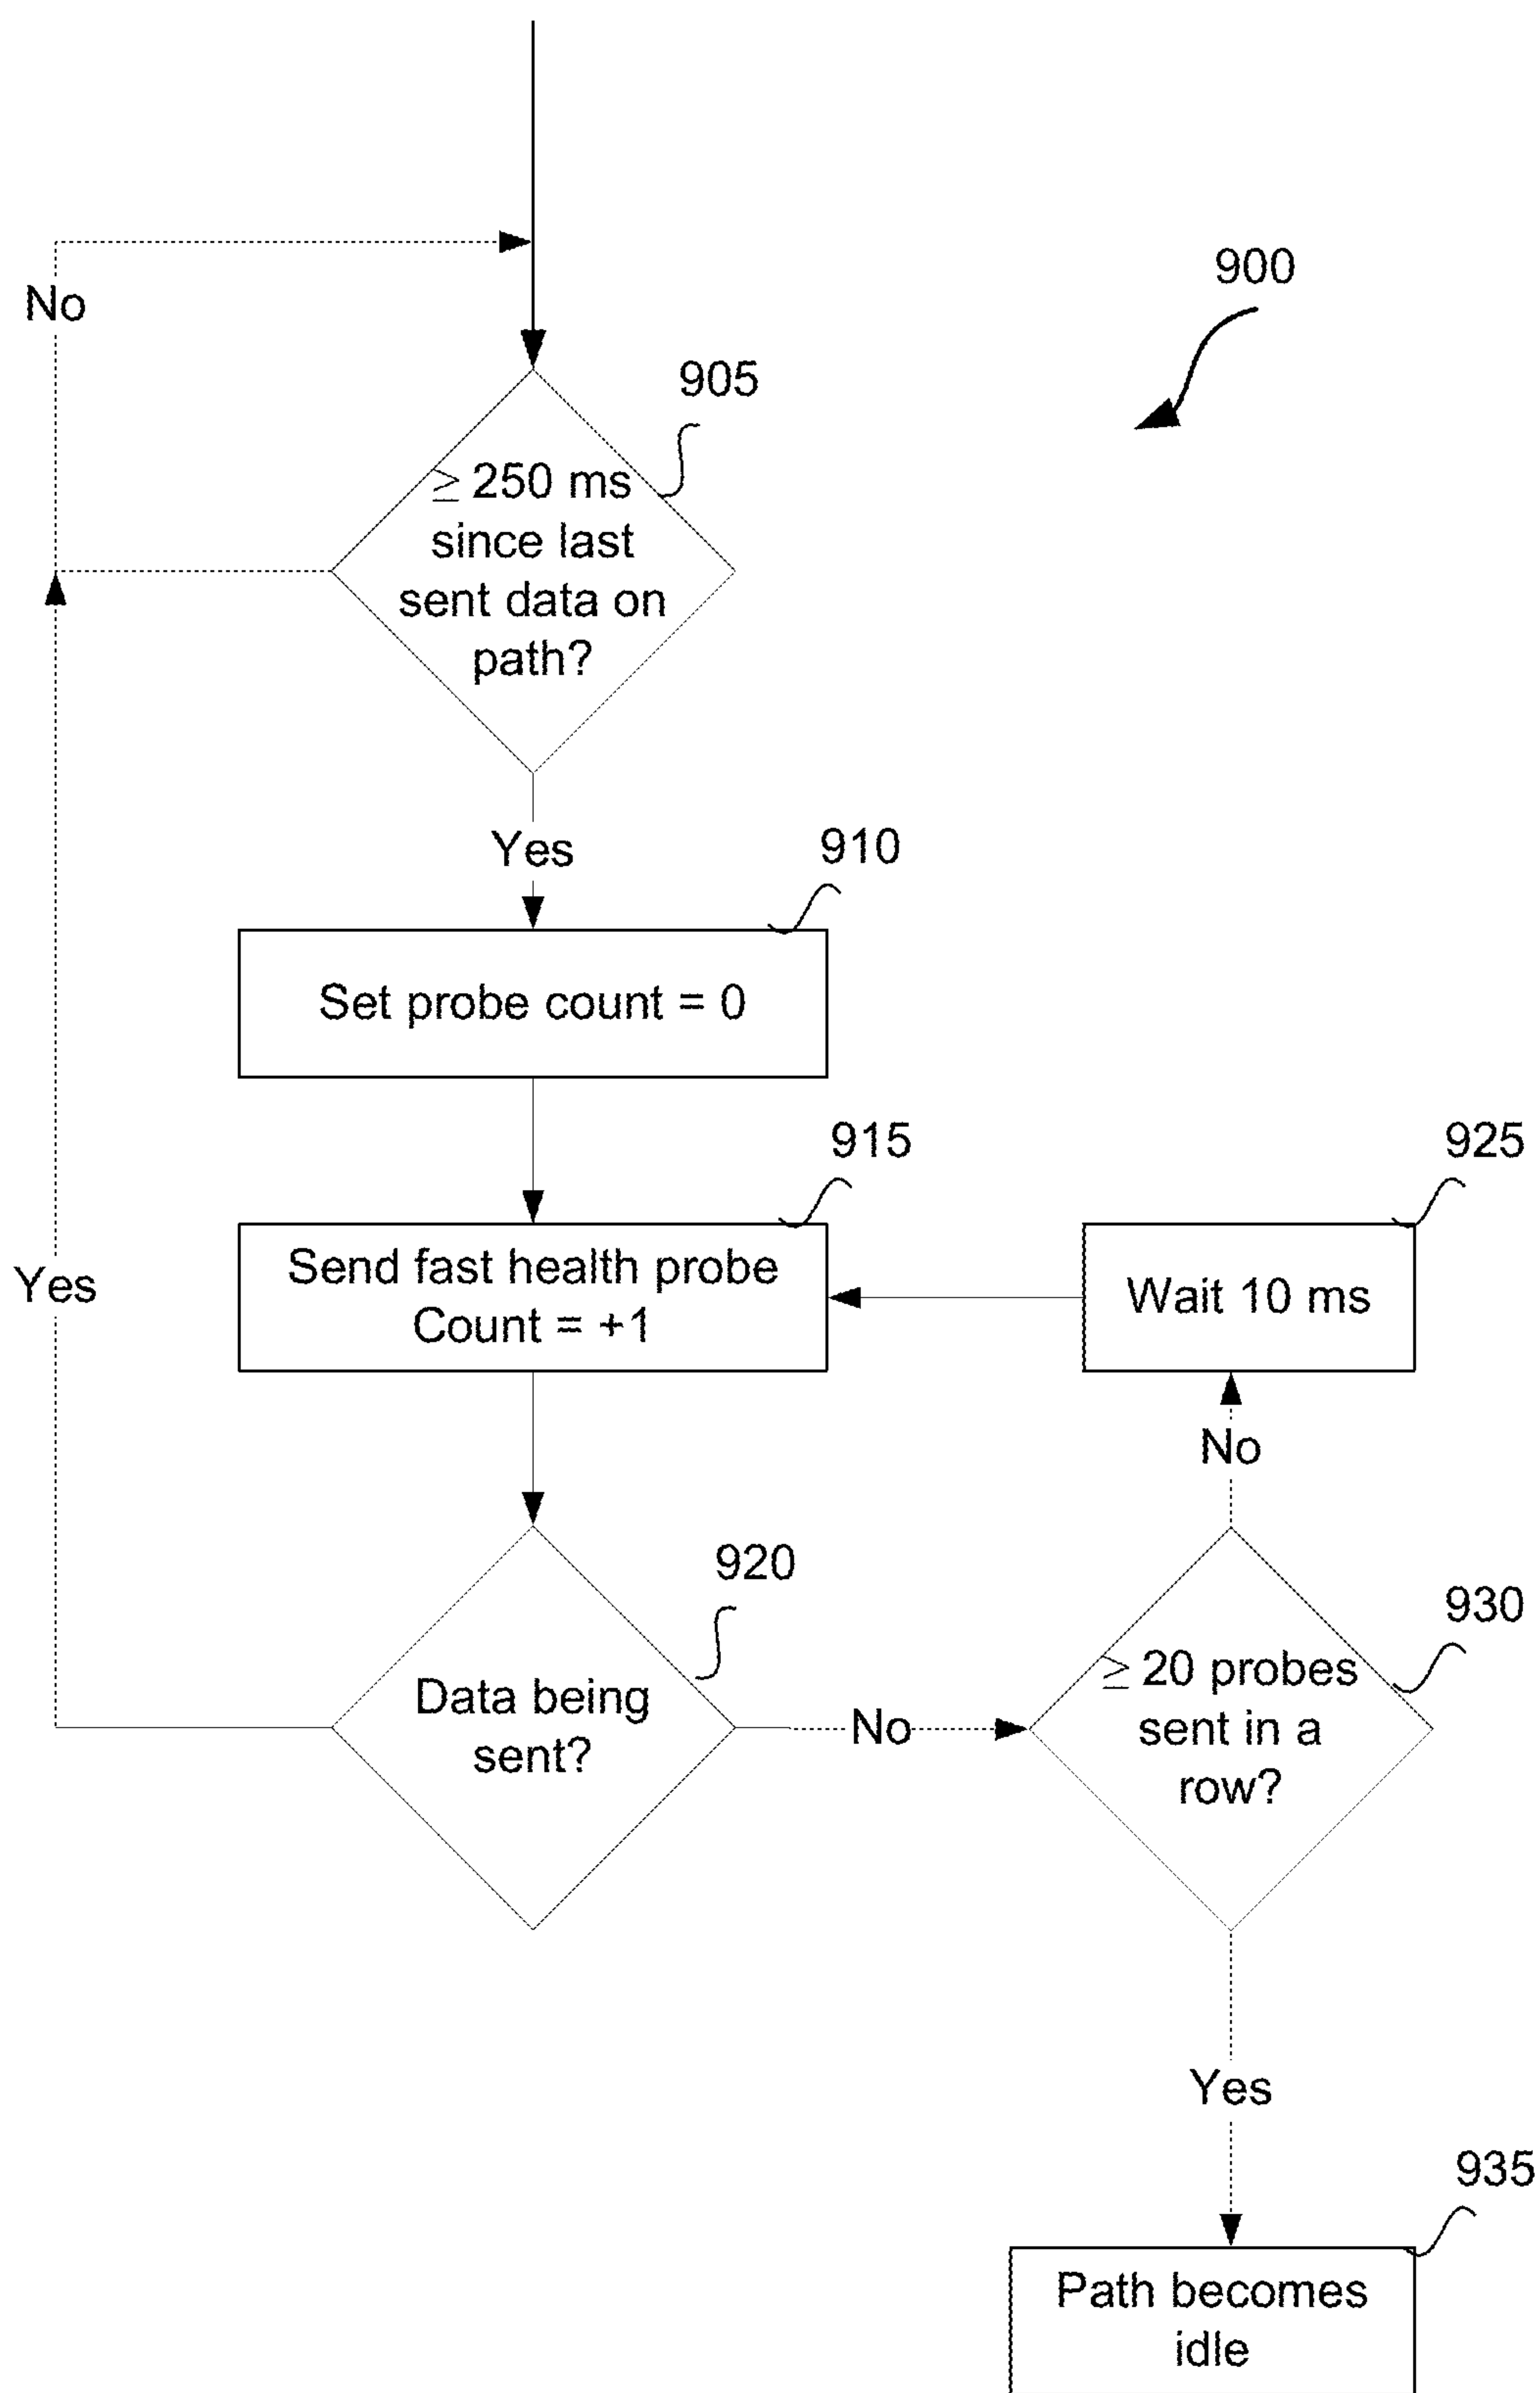 900
No
905
≥ 250 ms
since last
sent data on
path?
Yes
910
Set probe count = 0
915
925
Send fast health probe
Count = +1
Wait 10 ms
Yes
No
920
930
Data being
sent?
No
≥ 20 probes
sent in a
row?
Yes
935
Path becomes
idle